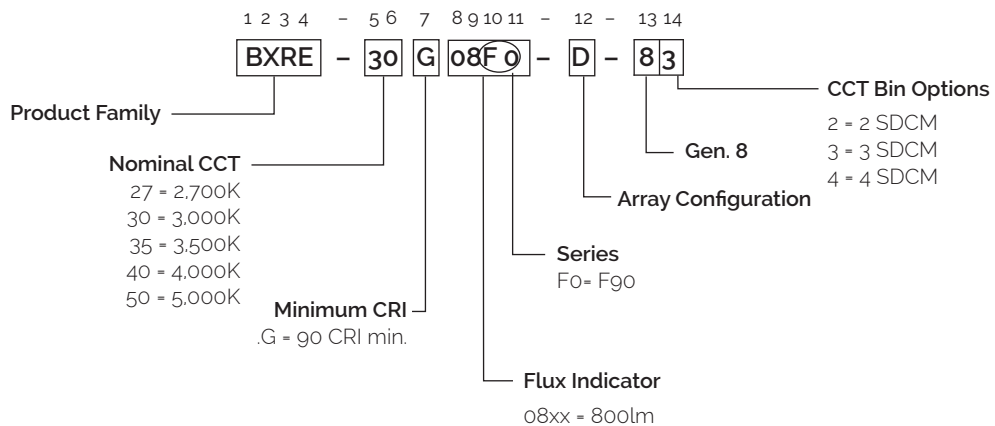 1 2 3 4 - 5 6 7 8 9 10 11 - 12 - 13 14
BXRE – 30 G 08F0 – D – 83
Product Family
Nominal CCT
27 = 2,700K
30 = 3,000K
35 = 3,500K
40 = 4,000K
50 = 5,000K
Minimum CRI
.G = 90 CRI min.
Flux Indicator
08xx = 800lm
Series
F0= F90
Array Configuration
Gen. 8
CCT Bin Options
2 = 2 SDCM
3 = 3 SDCM
4 = 4 SDCM